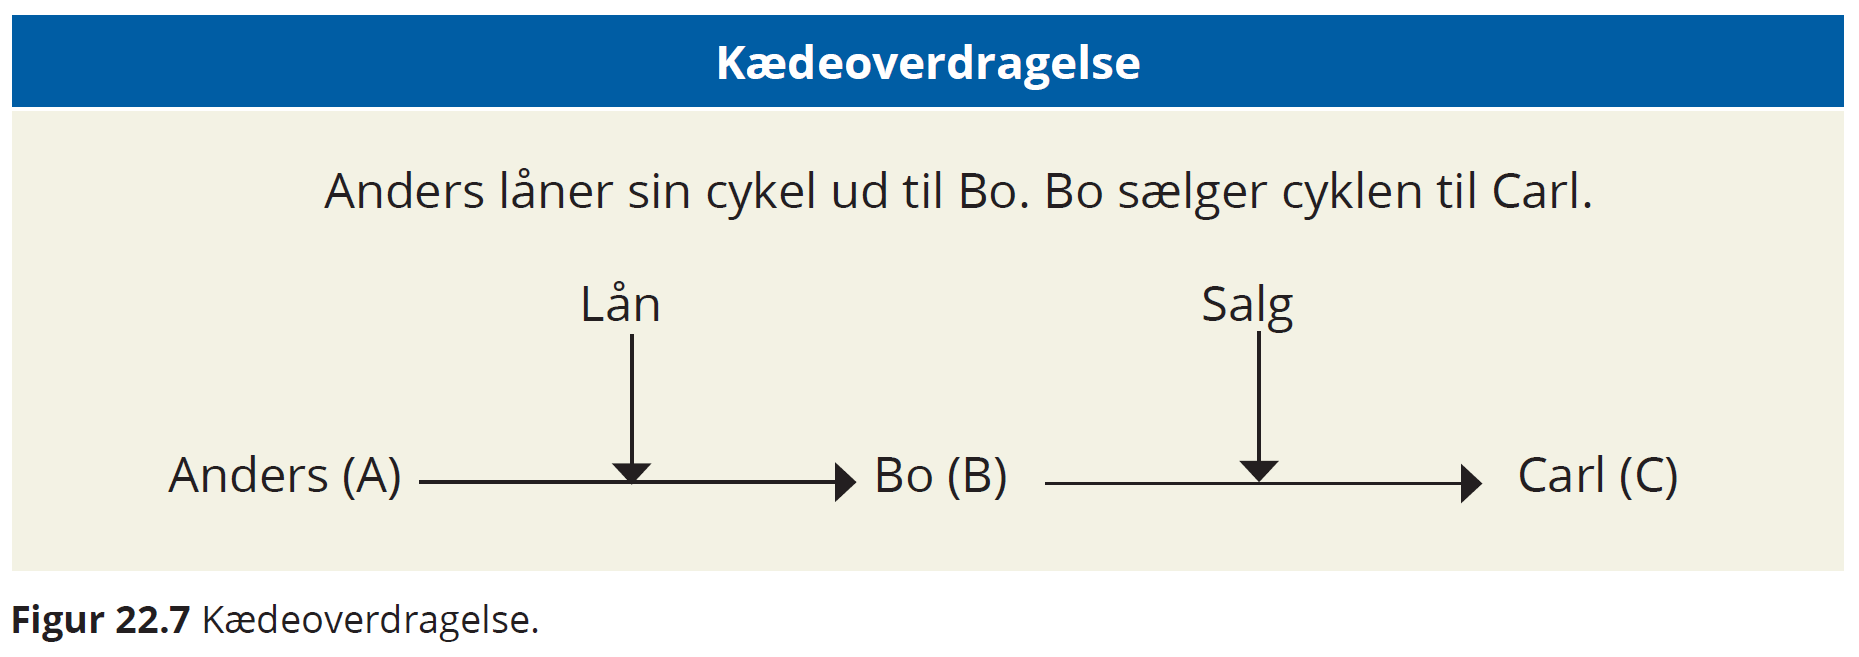 Kædeoverdragelse
Anders låner sin cykel ud til Bo. Bo sælger cyklen til Carl.
Lån
Salg
Anders (A)
Bo (B)
Carl (C)
Figur 22.7 Kædeoverdragelse.